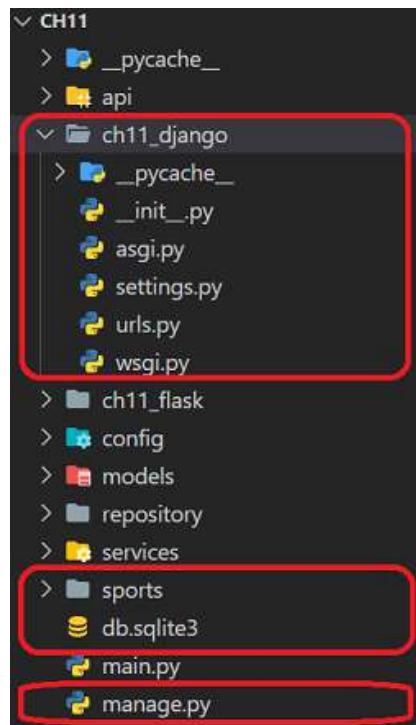 CH11
__pycache__
api
ch11_django
__pycache__
__init__.py
asgi.py
settings.py
urls.py
wsgi.py
ch11_flask
config
models
repository
services
sports
db.sqlite3
main.py
manage.py